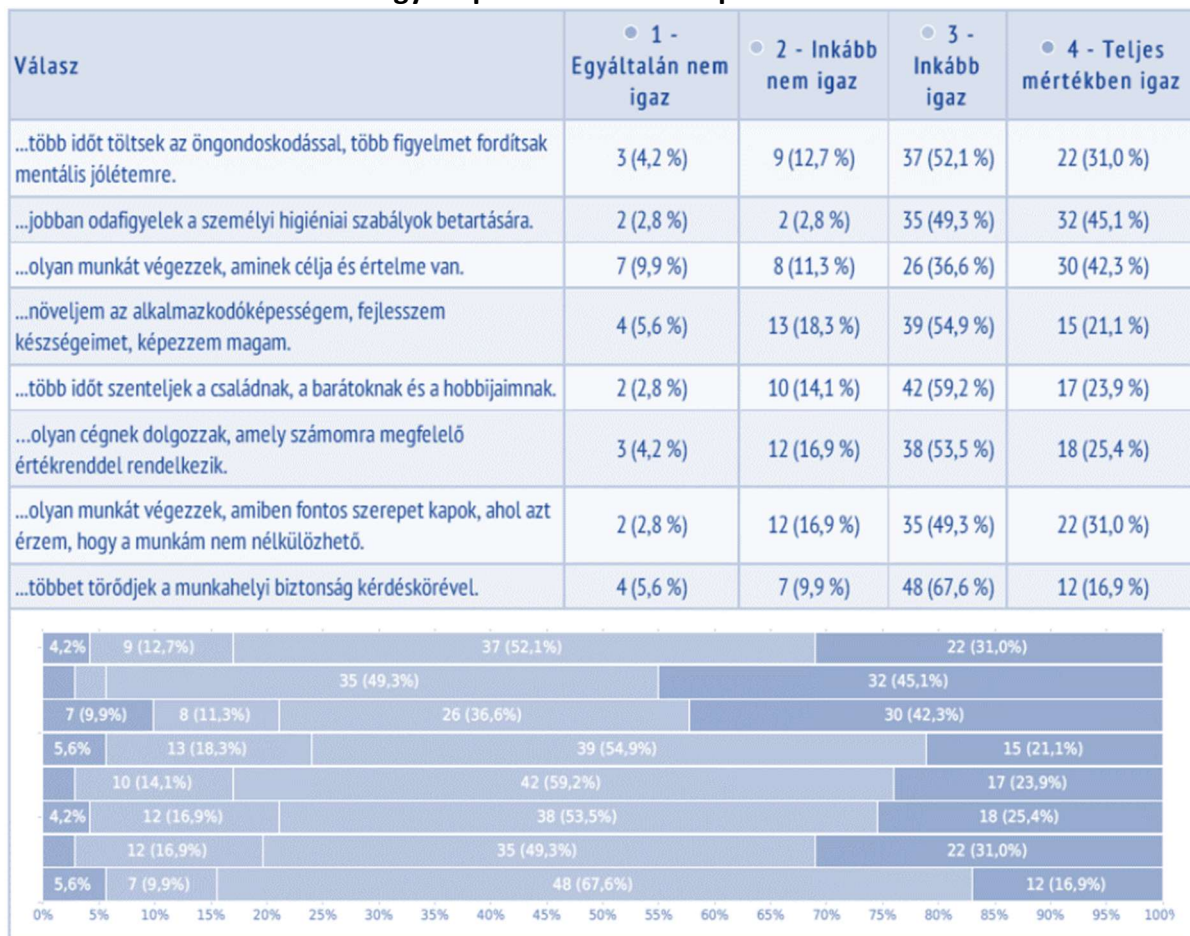 Válasz
1 -
Egyáltalán nem
igaz
2 - Inkább
nem igaz
3 -
Inkább
igaz
4 - Teljes
mértékben igaz
...több időt töltsek az öngondoskodással, több figyelmet fordítsak
mentális jólétemre.
3 (4,2 %)
9 (12,7 %)
37 (52,1 %)
22 (31,0 %)
...jobban odafigyelek a személyi higiéniai szabályok betartására.
2 (2,8 %)
2 (2,8 %)
35 (49,3 %)
32 (45,1 %)
...olyan munkát végezzek, aminek célja és értelme van.
7 (9,9 %)
8 (11,3 %)
26 (36,6 %)
30 (42,3 %)
...növeljem az alkalmazkodóképességem, fejlesszem
készségeimet, képezzem magam.
4 (5,6 %)
13 (18,3 %)
39 (54,9 %)
15 (21,1 %)
...több időt szenteljek a családnak, a barátoknak és a hobbijaimnak.
2 (2,8 %)
10 (14,1 %)
42 (59,2 %)
17 (23,9 %)
...olyan cégnek dolgozzak, amely számomra megfelelő
értékrenddel rendelkezik.
3 (4,2 %)
12 (16,9 %)
38 (53,5 %)
18 (25,4 %)
...olyan munkát végezzek, amiben fontos szerepet kapok, ahol azt
érzem, hogy a munkám nem nélkülözhető.
2 (2,8 %)
12 (16,9 %)
35 (49,3 %)
22 (31,0 %)
...többet törődjek a munkahelyi biztonság kérdéskörével.
4 (5,6 %)
7 (9,9 %)
48 (67,6 %)
12 (16,9 %)
4,2% 9 (12,7%) 37 (52,1%) 22 (31,0%)
35 (49,3%) 32 (45,1%)
7 (9,9%) 8 (11,3%) 26 (36,6%) 30 (42,3%)
5,6% 13 (18,3%) 39 (54,9%) 15 (21,1%)
10 (14,1%) 42 (59,2%) 17 (23,9%)
4,2% 12 (16,9%) 38 (53,5%) 18 (25,4%)
12 (16,9%) 35 (49,3%) 22 (31,0%)
5,6% 7 (9,9%) 48 (67,6%) 12 (16,9%)
0% 5% 10% 15% 20% 25% 30% 35% 40% 45% 50% 55% 60% 65% 70% 75% 80% 85% 90% 95% 100%